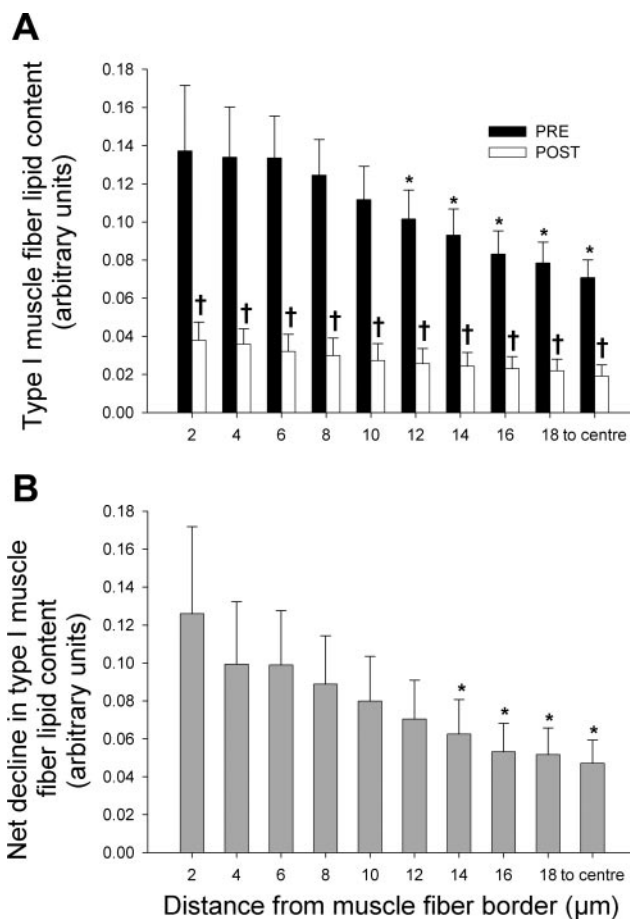 A
Type I muscle fiber lipid content
(arbitrary units)
0.18
0.16
0.14
0.12
0.10
0.08
0.06
0.04
0.02
0.00
PRE
POST
* * * * *
† † † † † † † † † †
2 4 6 8 10 12 14 16 18 to centre
B
Net decline in type I muscle
fiber lipid content
(arbitrary units)
0.18
0.16
0.14
0.12
0.10
0.08
0.06
0.04
0.02
0.00
* * * *
2 4 6 8 10 12 14 16 18 to centre
Distance from muscle fiber border (µm)